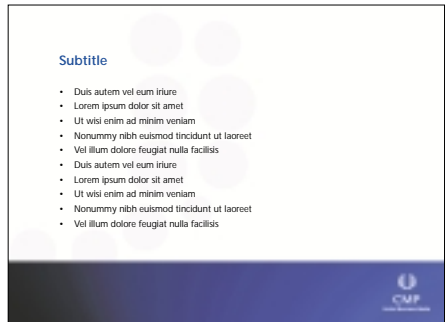 Subtitle
• Duis autem vel eum iriure
• Lorem ipsum dolor sit amet
• Ut wisi enim ad minim veniam
• Nonummy nibh euismod tincidunt ut laoreet
• Vel illum dolore feugiat nulla facilisis
• Duis autem vel eum iriure
• Lorem ipsum dolor sit amet
• Ut wisi enim ad minim veniam
• Nonummy nibh euismod tincidunt ut laoreet
• Vel illum dolore feugiat nulla facilisis
CMP